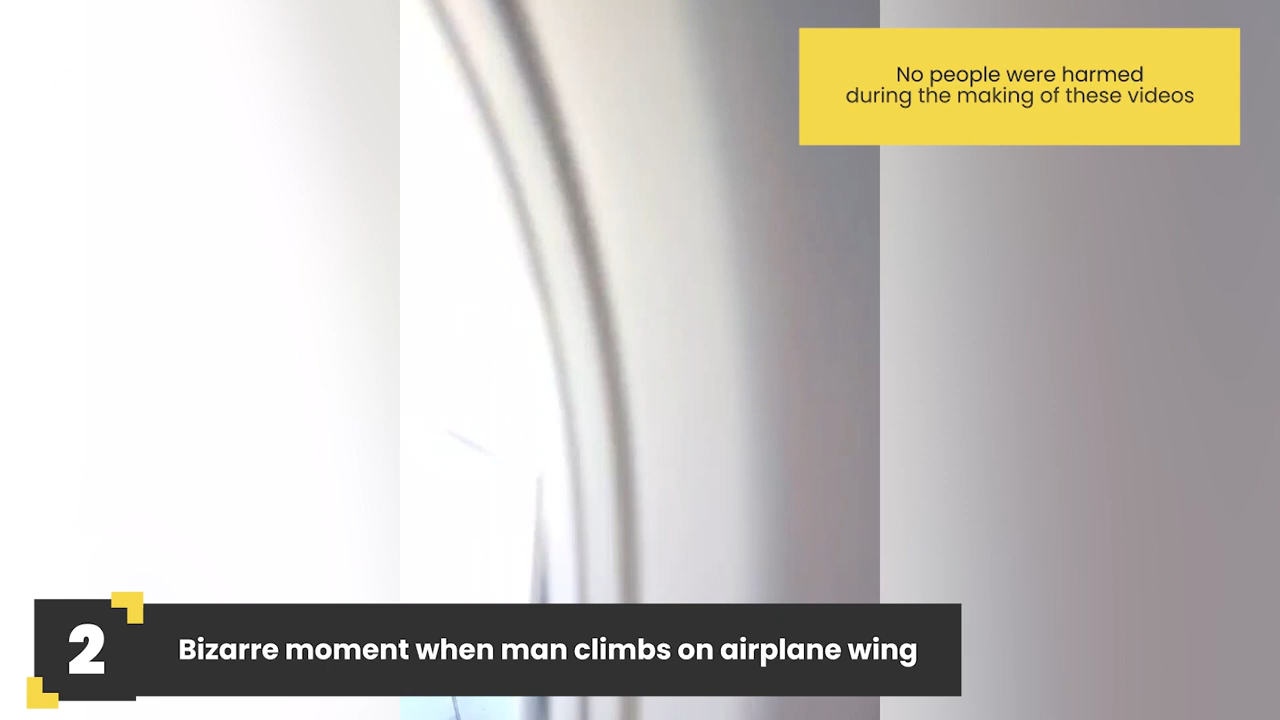 No people were harmed
during the making of these videos
2
Bizarre moment when man climbs on airplane wing